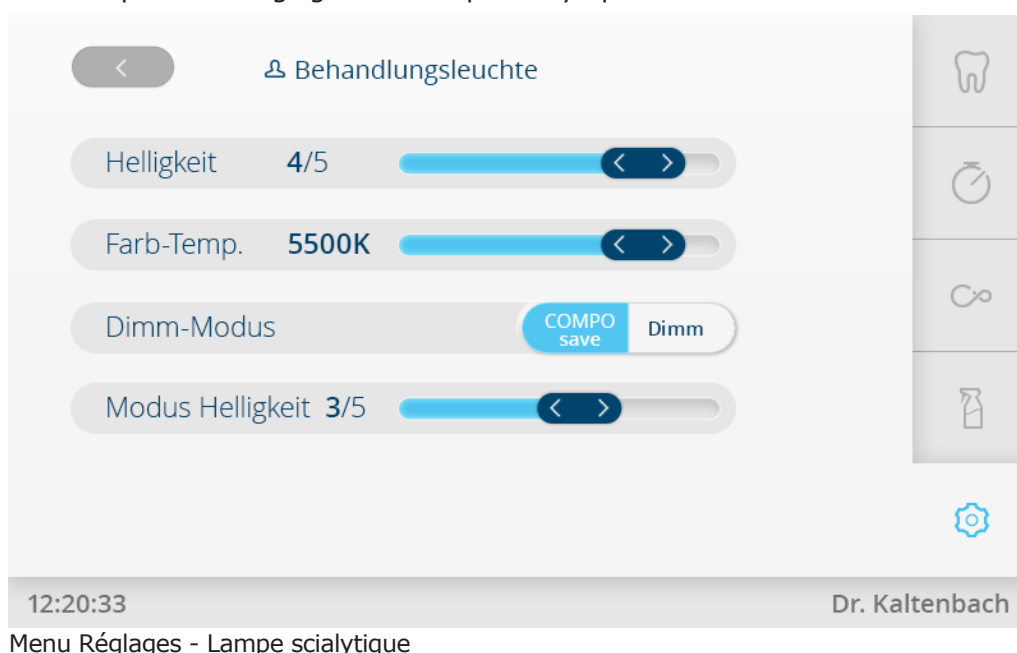 Behandlungsleuchte
Helligkeit 4/5
Farb-Temp. 5500K
Dimm-Modus COMPO save Dimm
Modus Helligkeit 3/5
12:20:33 Dr. Kaltenbach
Menu Réglages - Lampe scialytique